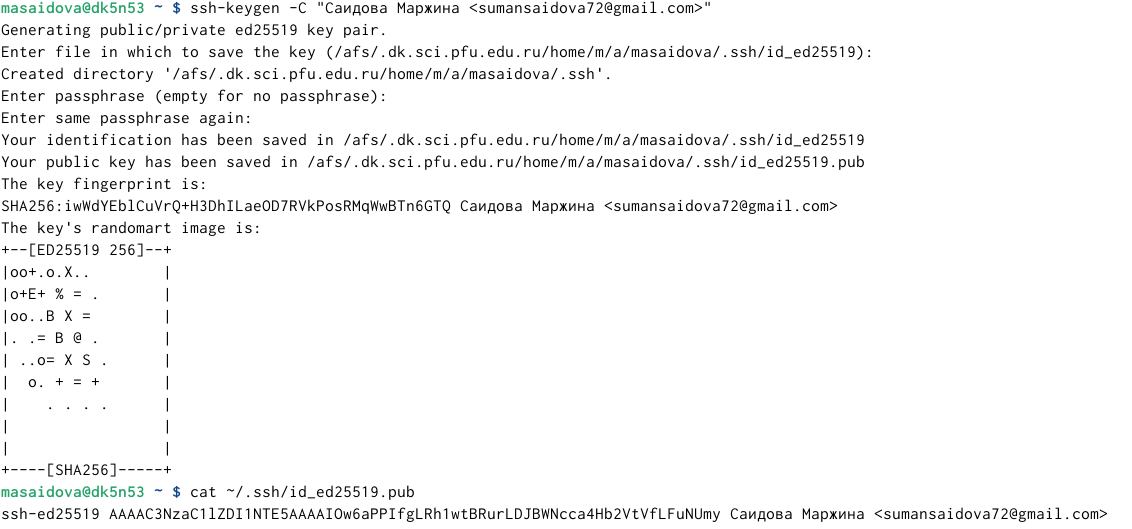 masaidova@dk5n53 ~ $ ssh-keygen -C "Саидова Маржина <sumansaidova72@gmail.com>"
Generating public/private ed25519 key pair.
Enter file in which to save the key (/afs/.dk.sci.pfu.edu.ru/home/m/a/masaidova/.ssh/id_ed25519):
Created directory '/afs/.dk.sci.pfu.edu.ru/home/m/a/masaidova/.ssh'.
Enter passphrase (empty for no passphrase):
Enter same passphrase again:
Your identification has been saved in /afs/.dk.sci.pfu.edu.ru/home/m/a/masaidova/.ssh/id_ed25519
Your public key has been saved in /afs/.dk.sci.pfu.edu.ru/home/m/a/masaidova/.ssh/id_ed25519.pub
The key fingerprint is:
SHA256:iwWdYEblCuVrQ+H3DhILaeOD7RVkPosRMqWwBTn6GTQ Саидова Маржина <sumansaidova72@gmail.com>
The key's randomart image is:
+--[ED25519 256]--+
|oo+.o.X..        |
|o+E+ % = .       |
|oo..B X =        |
|. .= B @ .       |
| ..o= X S .      |
|  o. + = +       |
|    . . . .      |
|                 |
|                 |
+----[SHA256]-----+
masaidova@dk5n53 ~ $ cat ~/.ssh/id_ed25519.pub
ssh-ed25519 AAAAC3NzaC1lZDI1NTE5AAAAIOw6aPPIfgLRh1wtBRurLDJBWNcca4Hb2VtVfLFuNUmy Саидова Маржина <sumansaidova72@gmail.com>